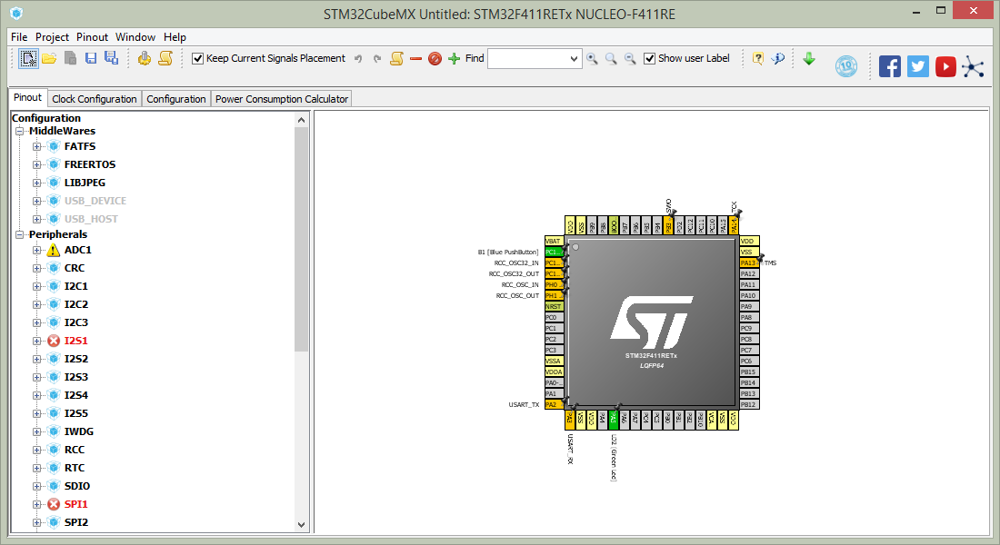 STM32CubeMX Untitled: STM32F411RETx NUCLEO-F411RE
File Project Pinout Window Help
Keep Current Signals Placement Find Show user Label
Pinout Clock Configuration Configuration Power Consumption Calculator
Configuration
MiddleWares
FATFS
FREERTOS
LIBJPEG
USB_DEVICE
USB_HOST
Peripherals
ADC1
CRC
I2C1
I2C2
I2C3
I2S1
I2S2
I2S3
I2S4
I2S5
IWDG
RCC
RTC
SDIO
SPI1
SPI2
SWO
TCK
VDD
VSS
PB9
PB8
BOO..
PB7
PB6
PB5
PB4
PB3
PD2
PC12
PC11
PC10
PA15
PA14
VBAT
B1 [Blue PushButton] PC1..
RCC_OSC32_IN PC1..
RCC_OSC32_OUT PC1..
RCC_OSC_IN PH0 ..
RCC_OSC_OUT PH1 ..
NRST
PC0
PC1
PC2
PC3
VSSA
VDDA
PA0-..
PA1
USART_TX PA2
ST
STM32F411RETx
LQFP64
VDD
VSS
PA13 TMS
PA12
PA11
PA10
PA9
PA8
PC9
PC8
PC7
PC6
PB15
PB14
PB13
PB12
PA3
VSS
VDD
PA4
PA5
PA6
PA7
PC4
PC5
PB0
PB1
PB2
PB10
VCA..
VSS
VDD
USART_RX
LD2 [Green Led]